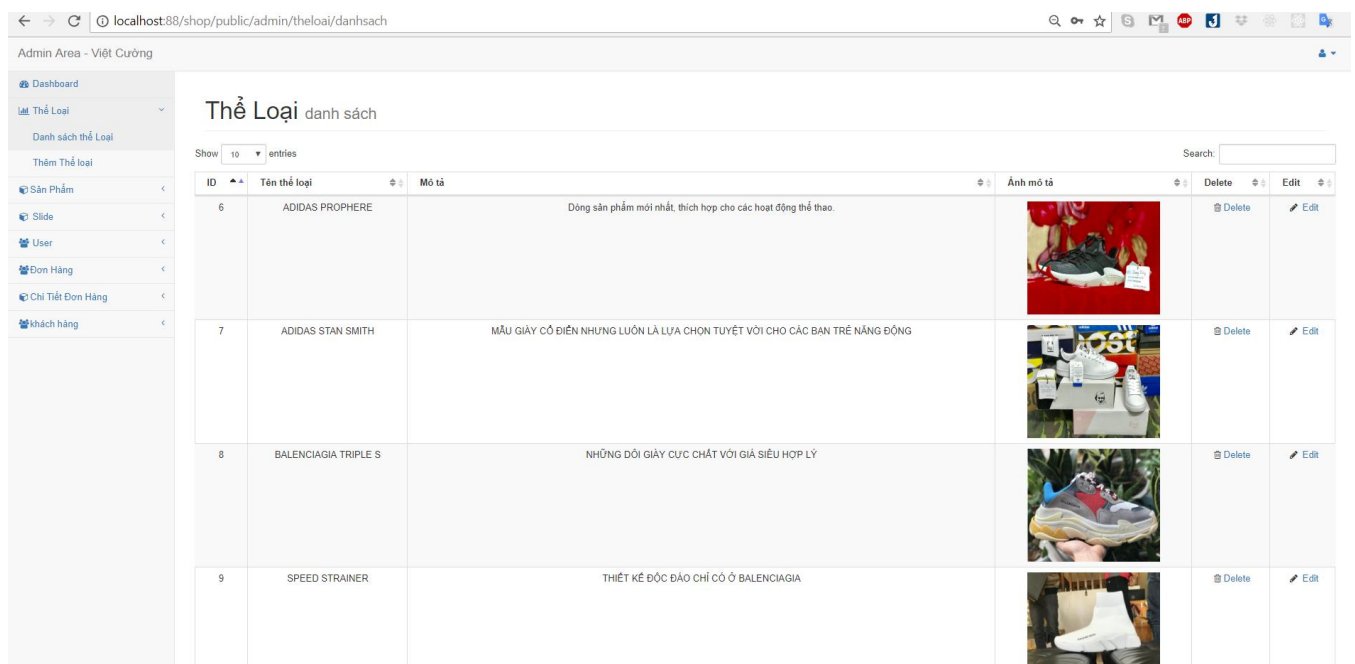 localhost:88/shop/public/admin/theloai/danhsach
Admin Area - Việt Cường
Dashboard
Thể Loại
Danh sách thể Loại
Thêm Thể loại
Sản Phẩm
Slide
User
Đơn Hàng
Chi Tiết Đơn Hàng
khách hàng
Thể Loại danh sách
Show 10 entries
Search:
ID Tên thể loại Mô tả Ảnh mô tả Delete Edit
6 ADIDAS PROPHERE Dòng sản phẩm mới nhất, thích hợp cho các hoạt động thể thao. Delete Edit
7 ADIDAS STAN SMITH MẪU GIÀY CỔ ĐIỂN NHƯNG LUÔN LÀ LỰA CHỌN TUYỆT VỜI CHO CÁC BẠN TRẺ NĂNG ĐỘNG Delete Edit
8 BALENCIAGIA TRIPLE S NHỮNG DÔI GIÀY CỰC CHẤT VỚI GIÁ SIÊU HỢP LÝ Delete Edit
9 SPEED STRAINER THIẾT KẾ ĐỘC ĐÁO CHỈ CÓ Ở BALENCIAGIA Delete Edit